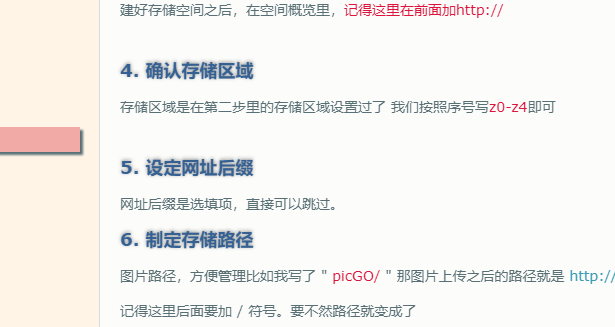 建好存储空间之后，在空间概览里，记得这里在前面加http://
4. 确认存储区域
存储区域是在第二步里的存储区域设置过了 我们按照序号写z0-z4即可
5. 设定网址后缀
网址后缀是选填项，直接可以跳过。
6. 制定存储路径
图片路径，方便管理比如我写了 " picGO/ " 那图片上传之后的路径就是 http://
记得这里后面要加 / 符号。要不然路径就变成了